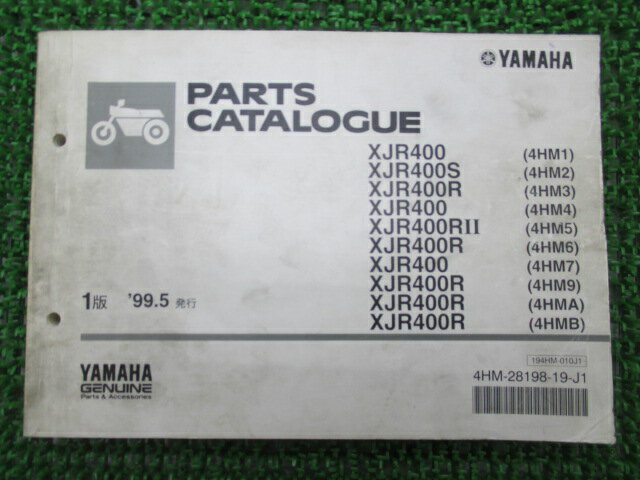 YAMAHA
PARTS
CATALOGUE
XJR400 (4HM1)
XJR400S (4HM2)
XJR400R (4HM3)
XJR400 (4HM4)
XJR400RII (4HM5)
XJR400R (4HM6)
XJR400 (4HM7)
XJR400R (4HM9)
XJR400R (4HMA)
XJR400R (4HMB)
1版 '99.5 発行
194HM-010J1
4HM-28198-19-J1
YAMAHA
GENUINE
Parts & Accessories